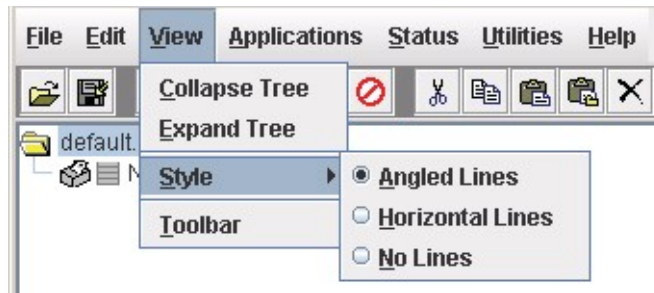 File Edit View Applications Status Utilities Help
Collapse Tree
Expand Tree
default.
Style
Angled Lines
Horizontal Lines
Toolbar
No Lines